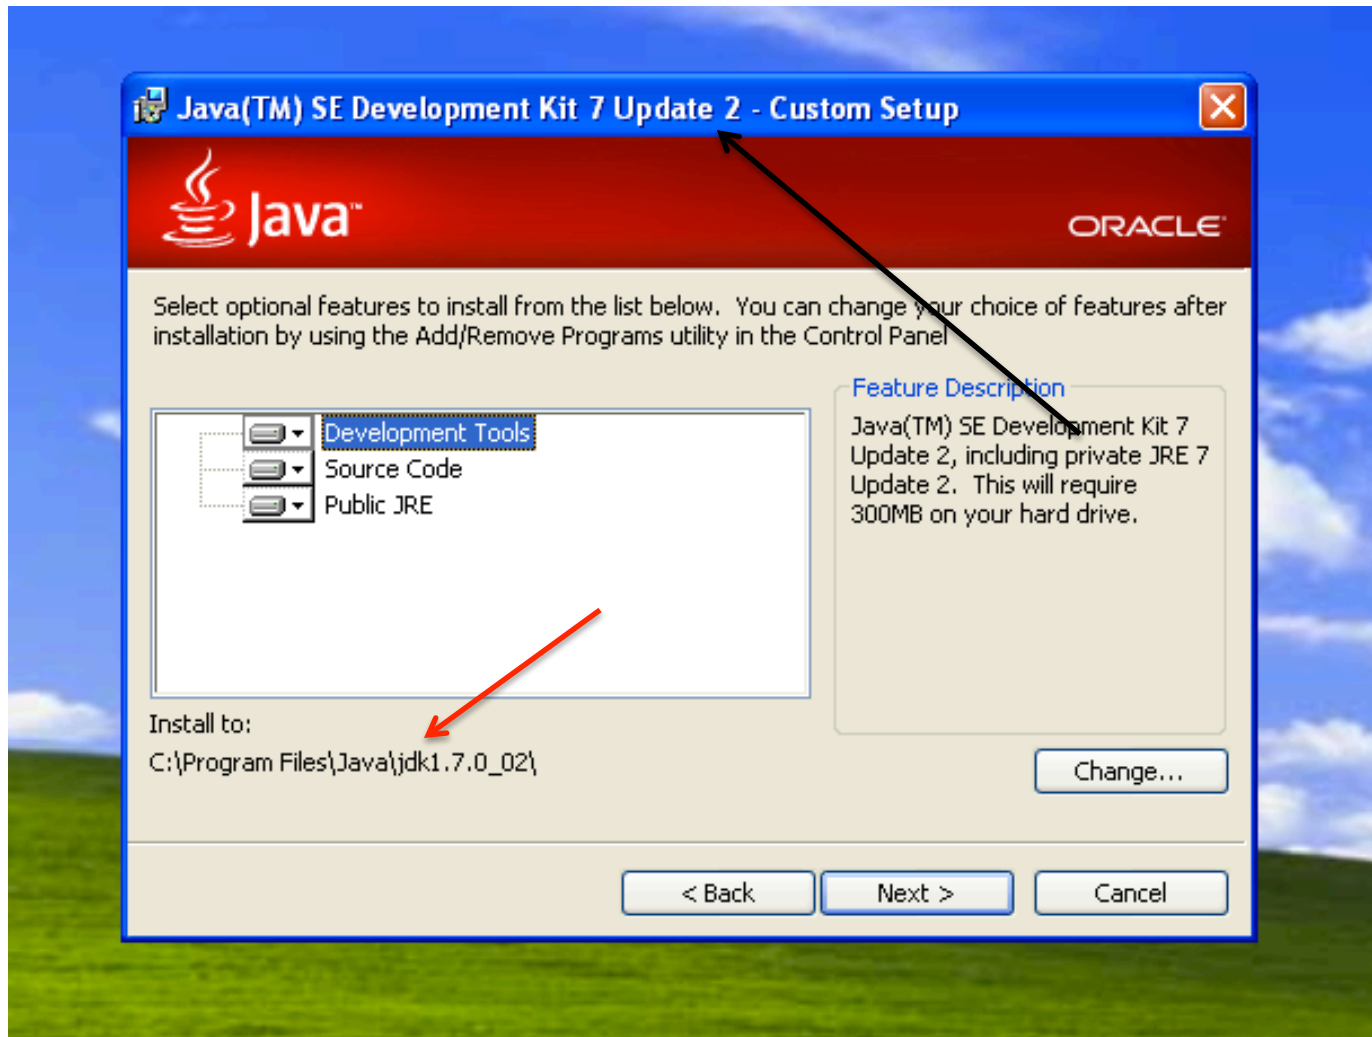 Java(TM) SE Development Kit 7 Update 2 - Custom Setup
Java™
ORACLE
Select optional features to install from the list below.  You can change your choice of features after
installation by using the Add/Remove Programs utility in the Control Panel
Development Tools
Source Code
Public JRE
Feature Description
Java(TM) SE Development Kit 7
Update 2, including private JRE 7
Update 2.  This will require
300MB on your hard drive.
Install to:
C:\Program Files\Java\jdk1.7.0_02\
Change...
< Back
Next >
Cancel